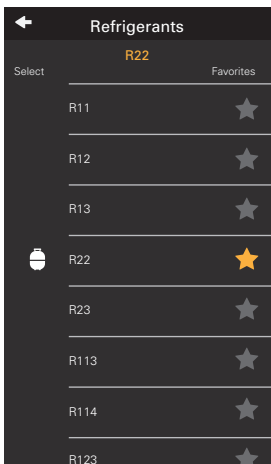 Refrigerants
R22
Select Favorites
R11
R12
R13
R22
R23
R113
R114
R123